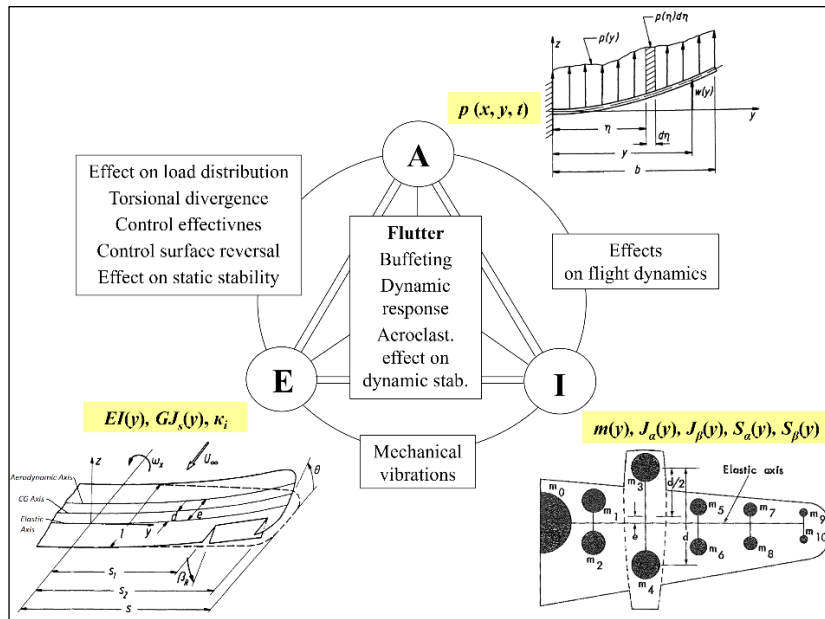 p(η)dη
z
p(y)
w(y)
y
η
dη
y
b
p (x, y, t)
A
Effect on load distribution
Torsional divergence
Control effectivnes
Control surface reversal
Effect on static stability
Flutter
Buffeting
Dynamic
response
Aeroclast.
effect on
dynamic stab.
Effects
on flight dynamics
E
I
EI(y), GJₛ(y), κᵢ
Mechanical
vibrations
m(y), Jα(y), Jβ(y), Sα(y), Sβ(y)
z
ωₓ
U∞
θ
Aerodynamic Axis
CG Axis
Elastic
Axis
d
e
y
l
s₁
βR
s₂
s
Elastic axis
m₀
m₁
m₂
m₃
m₄
d/2
e
d
m₅
m₆
m₇
m₈
m₉
m₁₀